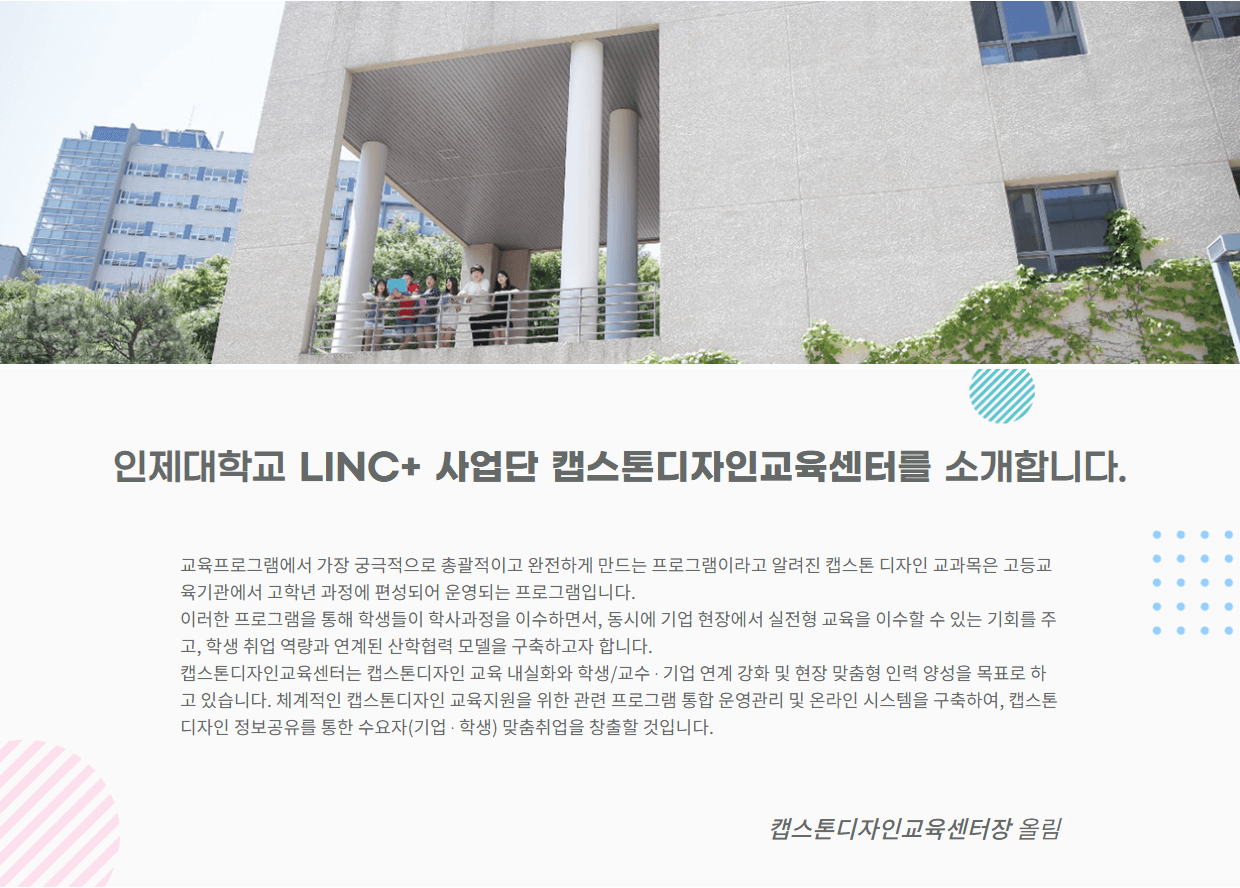 인제대학교 LINC+ 사업단 캡스톤디자인교육센터를 소개합니다.
교육프로그램에서 가장 궁극적으로 총괄적이고 완전하게 만드는 프로그램이라고 알려진 캡스톤 디자인 교과목은 고등교
육기관에서 고학년 과정에 편성되어 운영되는 프로그램입니다.
이러한 프로그램을 통해 학생들이 학사과정을 이수하면서, 동시에 기업 현장에서 실전형 교육을 이수할 수 있는 기회를 주
고, 학생 취업 역량과 연계된 산학협력 모델을 구축하고자 합니다.
캡스톤디자인교육센터는 캡스톤디자인 교육 내실화와 학생/교수 · 기업 연계 강화 및 현장 맞춤형 인력 양성을 목표로 하
고 있습니다. 체계적인 캡스톤디자인 교육지원을 위한 관련 프로그램 통합 운영관리 및 온라인 시스템을 구축하여, 캡스톤
디자인 정보공유를 통한 수요자(기업 · 학생) 맞춤취업을 창출할 것입니다.
캡스톤디자인교육센터장 올림